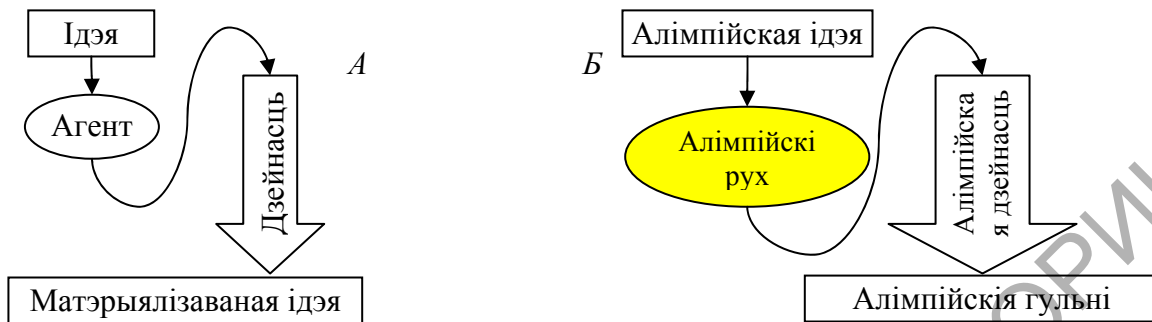 Ідэя
Агент
А
Дзейнасць
Матэрыялізаваная ідэя
Алімпійская ідэя
Б
Алімпійскі
рух
Алімпійска
я дзейнасць
Алімпійскія гульні